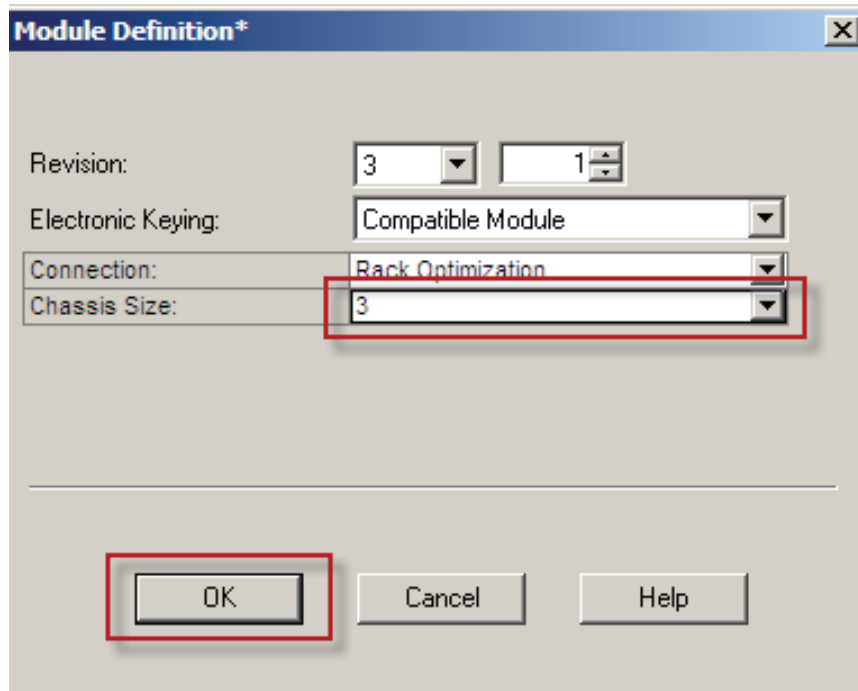 Module Definition*
Revision: 3 1
Electronic Keying: Compatible Module
Connection: Rack Optimization
Chassis Size: 3
OK Cancel Help